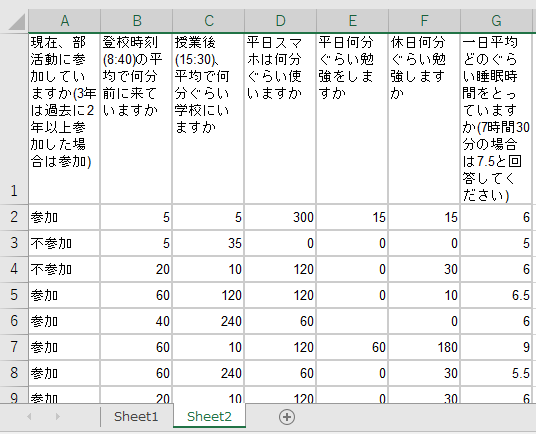 A B C D E F G
1
現在、部
活動に参
加してい
ますか(3年
は過去に2
年以上参
加した場
合は参加)
登校時刻
(8:40)の平
均で何分
前に来て
いますか
授業後
(15:30)、
平均で何
分ぐらい
学校にい
ますか
平日スマ
ホは何分
ぐらい使
いますか
平日何分
ぐらい勉
強をしま
すか
休日何分
ぐらい勉
強します
か
一日平均
どのぐら
い睡眠時
間をとっ
ています
か(7時間30
分の場合
は7.5と回
答してく
ださい)
2 参加 5 5 300 15 15 6
3 不参加 5 35 0 0 0 5
4 不参加 20 10 120 0 30 6
5 参加 60 120 120 0 10 6.5
6 参加 40 240 60 0 6
7 参加 60 10 120 60 180 9
8 参加 60 240 60 0 30 5.5
9 参加 20 10 120 0 30 6
Sheet1 Sheet2